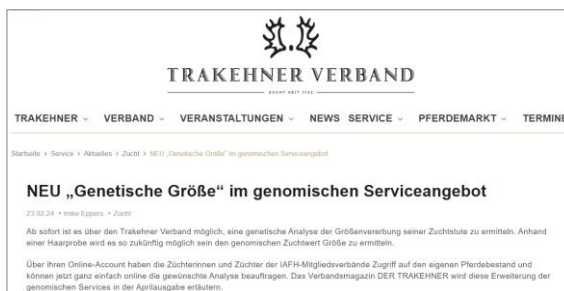 TRAKEHNER VERBAND
ZUCHT SEIT 1732
TRAKEHNER VERBAND VERANSTALTUNGEN NEWS SERVICE PFERDEMARKT TERMINE
Startseite > Service > Aktuelles > Zucht > NEU „Genetische Größe“ im genomischen Serviceangebot
NEU „Genetische Größe“ im genomischen Serviceangebot
23.02.24 • Imke Eppers • Zucht
Ab sofort ist es über den Trakehner Verband möglich, eine genetische Analyse der Größenvererbung seiner Zuchtstute zu ermitteln. Anhand
einer Haarprobe wird es so zukünftig möglich sein den genomischen Zuchtwert Größe zu ermitteln.
Über ihren Online-Account haben die Züchterinnen und Züchter der IAFH-Mitgliedsverbände Zugriff auf den eigenen Pferdebestand und
können jetzt ganz einfach online die gewünschte Analyse beauftragen. Das Verbandsmagazin DER TRAKEHNER wird diese Erweiterung der
genomischen Services in der Aprilausgabe erläutern.